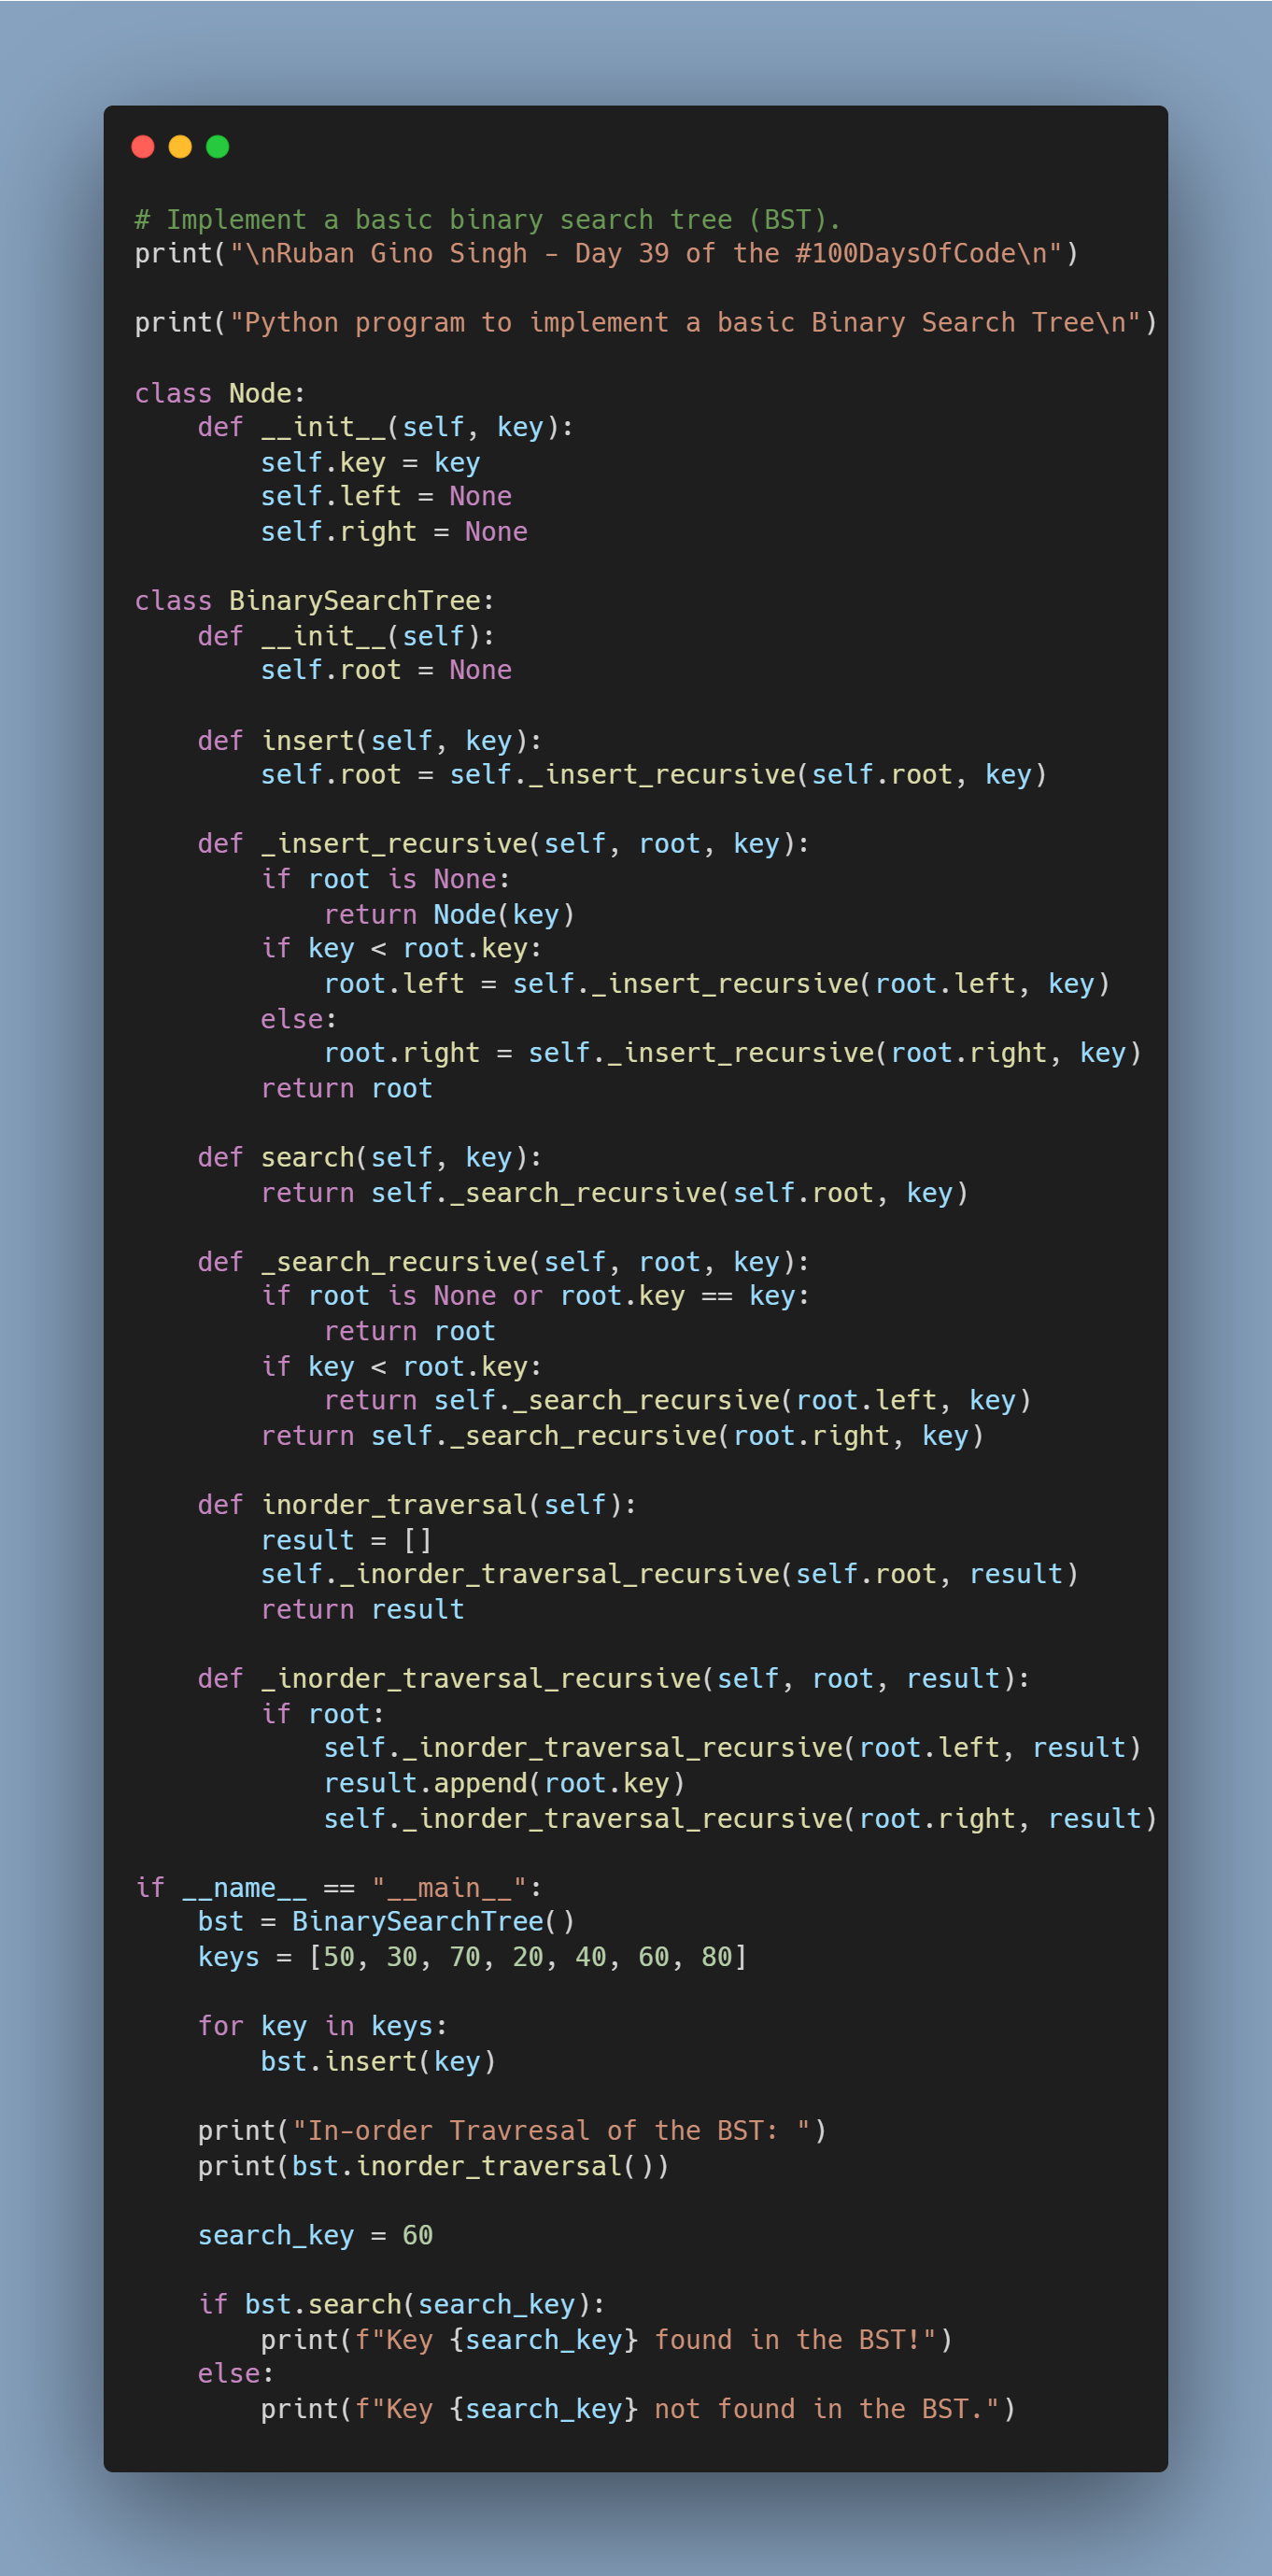 # Implement a basic binary search tree (BST).
print("\nRuban Gino Singh - Day 39 of the #100DaysOfCode\n")

print("Python program to implement a basic Binary Search Tree\n")

class Node:
    def __init__(self, key):
        self.key = key
        self.left = None
        self.right = None

class BinarySearchTree:
    def __init__(self):
        self.root = None

    def insert(self, key):
        self.root = self._insert_recursive(self.root, key)

    def _insert_recursive(self, root, key):
        if root is None:
            return Node(key)
        if key < root.key:
            root.left = self._insert_recursive(root.left, key)
        else:
            root.right = self._insert_recursive(root.right, key)
        return root

    def search(self, key):
        return self._search_recursive(self.root, key)

    def _search_recursive(self, root, key):
        if root is None or root.key == key:
            return root
        if key < root.key:
            return self._search_recursive(root.left, key)
        return self._search_recursive(root.right, key)

    def inorder_traversal(self):
        result = []
        self._inorder_traversal_recursive(self.root, result)
        return result

    def _inorder_traversal_recursive(self, root, result):
        if root:
            self._inorder_traversal_recursive(root.left, result)
            result.append(root.key)
            self._inorder_traversal_recursive(root.right, result)

if __name__ == "__main__":
    bst = BinarySearchTree()
    keys = [50, 30, 70, 20, 40, 60, 80]

    for key in keys:
        bst.insert(key)

    print("In-order Travresal of the BST: ")
    print(bst.inorder_traversal())

    search_key = 60

    if bst.search(search_key):
        print(f"Key {search_key} found in the BST!")
    else:
        print(f"Key {search_key} not found in the BST.")